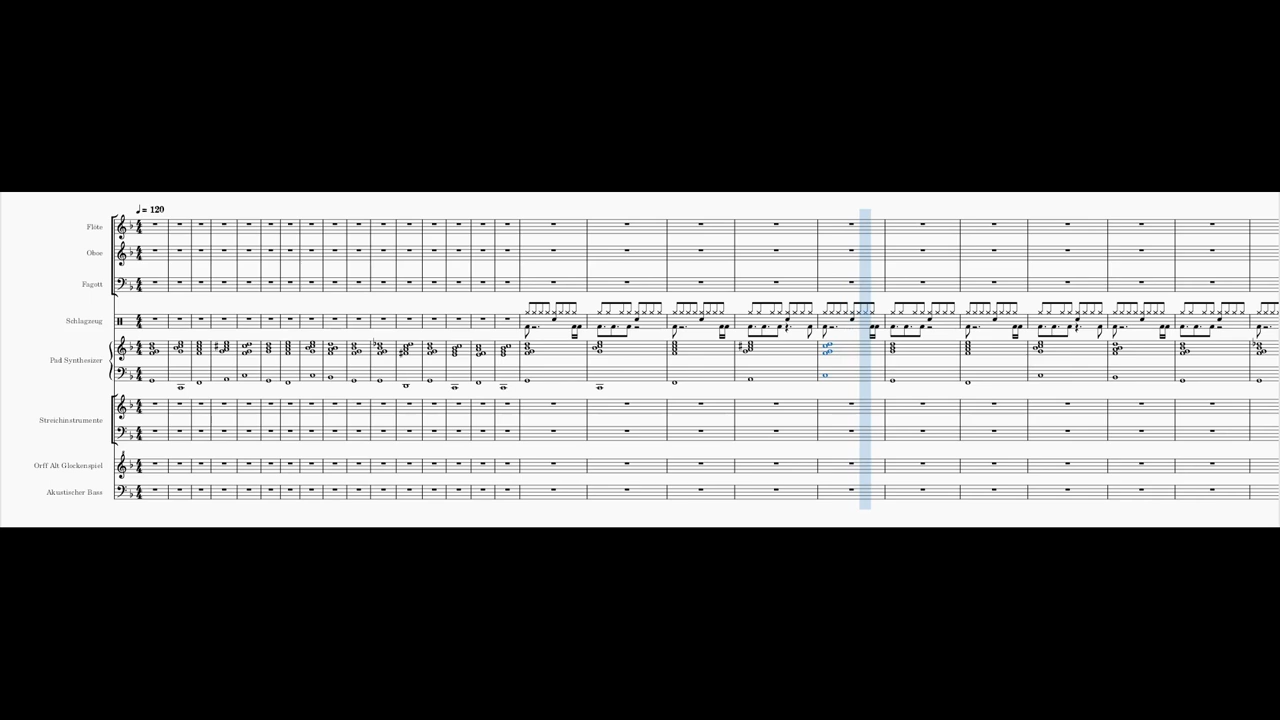 ♩= 120
Flöte
Oboe
Fagott
Schlagzeug
Pad Synthesizer
Streichinstrumente
Orff Alt Glockenspiel
Akustischer Bass